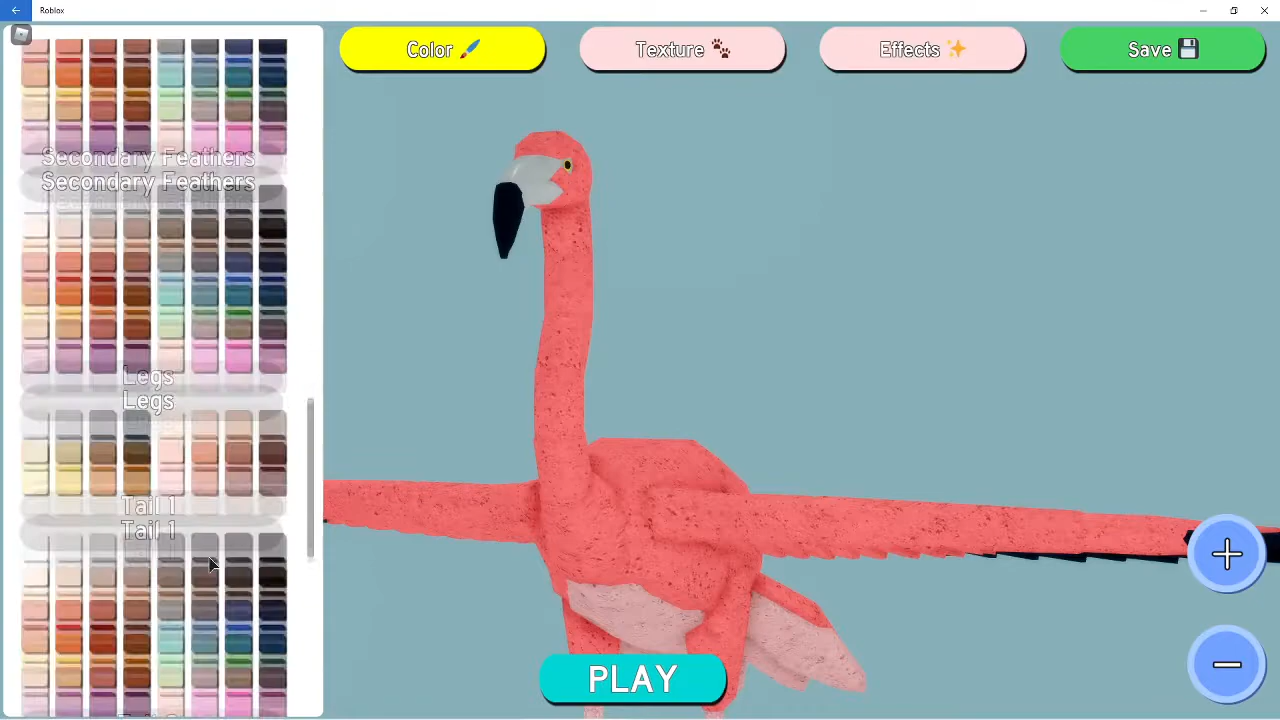 Roblox
Color 🖌️
Texture 🐾
Effects ✨
Save 💾
Secondary Feathers
Secondary Feathers
Legs
Legs
Tail 1
Tail 1
PLAY